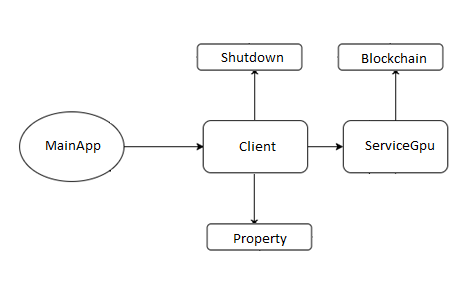 Shutdown
Blockchain
MainApp
Client
ServiceGpu
Property